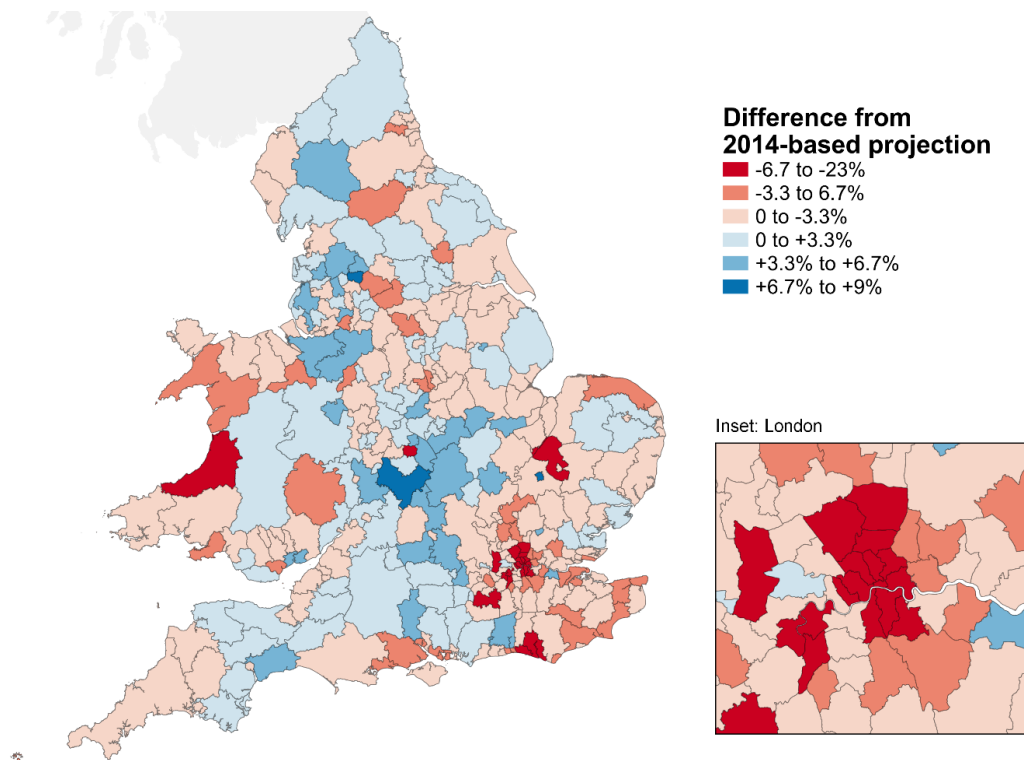 Difference from
2014-based projection
-6.7 to -23%
-3.3 to 6.7%
0 to -3.3%
0 to +3.3%
+3.3% to +6.7%
+6.7% to +9%
Inset: London